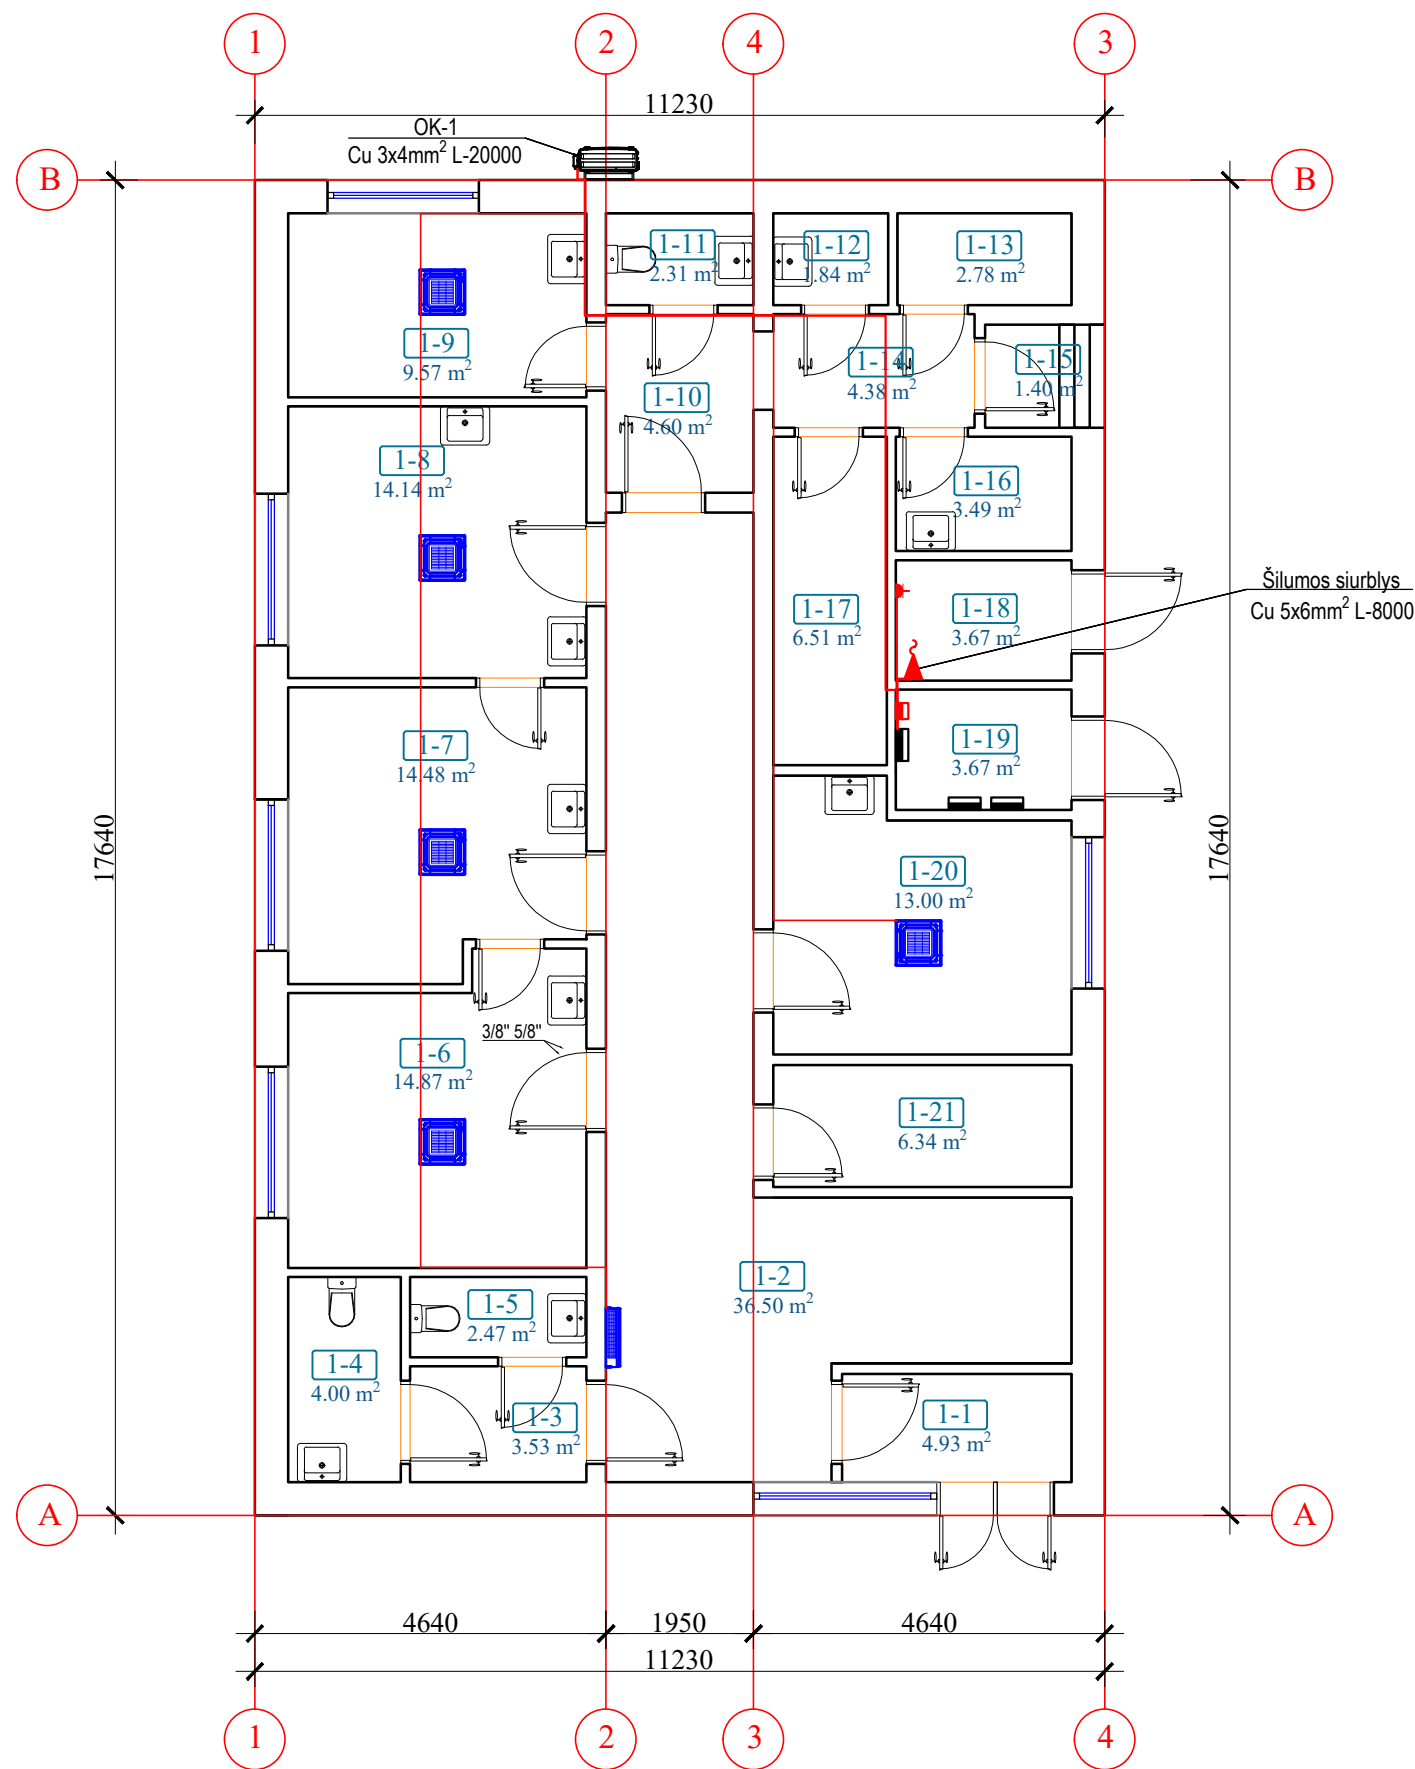 1
2
4
3
11230
OK-1
Cu 3x4mm² L-20000
B
B
1-11
2.31 m²
1-12
1.84 m²
1-13
2.78 m²
1-9
9.57 m²
1-14
4.38 m²
1-15
1.40 m²
1-10
4.60 m²
1-8
14.14 m²
1-16
3.49 m²
Šilumos siurblys
Cu 5x6mm² L-8000
1-17
6.51 m²
1-18
3.67 m²
1-7
14.48 m²
1-19
3.67 m²
17640
17640
1-20
13.00 m²
3/8" 5/8"
1-6
14.87 m²
1-21
6.34 m²
1-2
36.50 m²
1-5
2.47 m²
1-4
4.00 m²
1-3
3.53 m²
1-1
4.93 m²
A
A
4640
1950
4640
11230
1
2
3
4